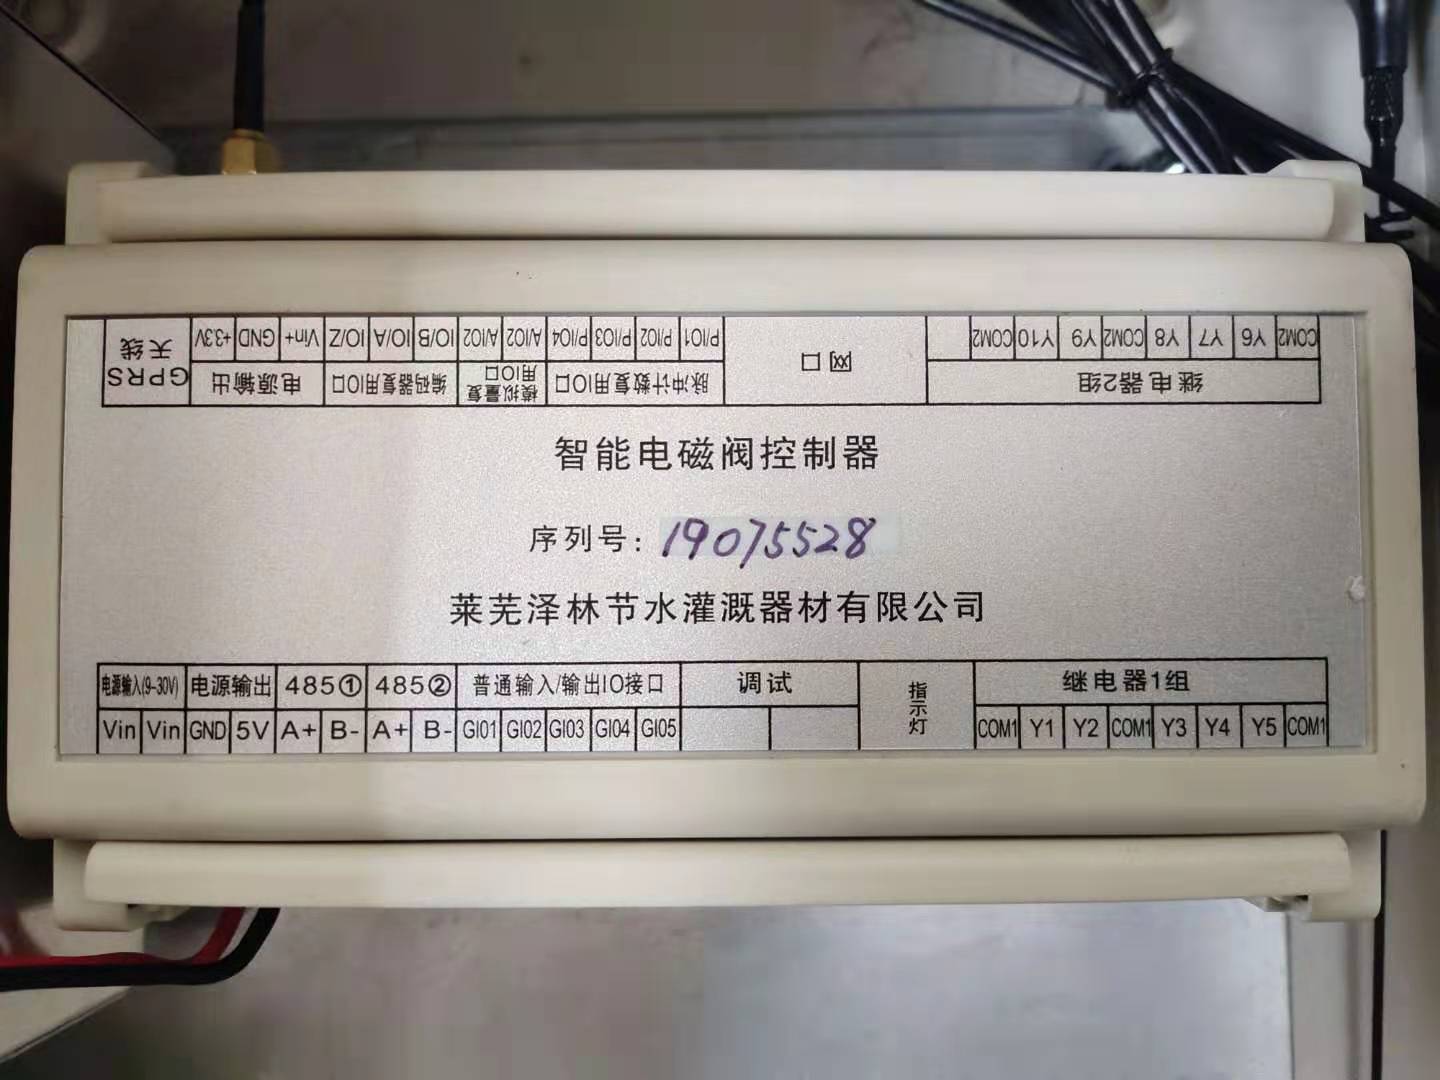 GPRS天线 +3.3V GND Vin+ IO/Z IO/A IO/B A/IO2 A/IO2 P/IO4 P/IO3 P/IO2 P/IO1 COM2 Y10 Y9 COM2 Y8 Y7 Y6 COM2
电源输出 编码器复用IO口 模拟量复用IO口 脉冲计数复用IO口 网口 继电器2组
智能电磁阀控制器
序列号: 19075528
莱芜泽林节水灌溉器材有限公司
电源输入(9-30V) 电源输出 485① 485② 普通输入/输出IO接口 调试 指示灯 继电器1组
Vin Vin GND 5V A+ B- A+ B- GI01 GI02 GI03 GI04 GI05 COM1 Y1 Y2 COM1 Y3 Y4 Y5 COM1